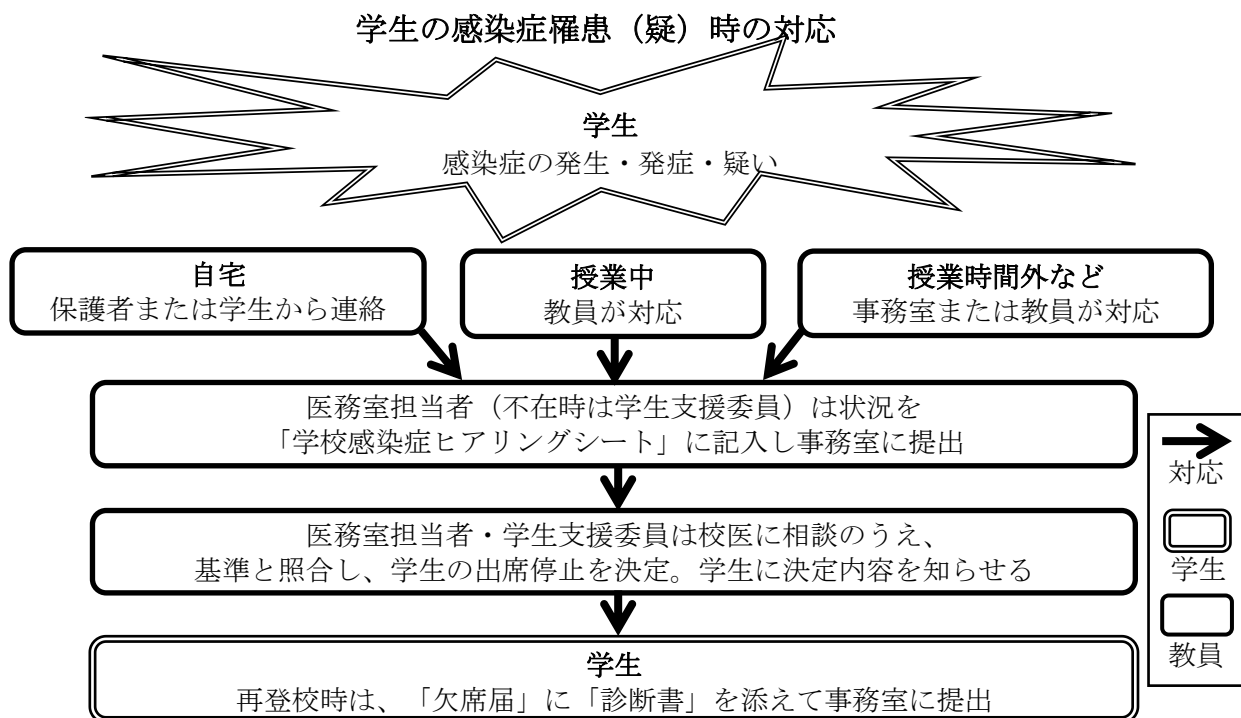 学生の感染症罹患（疑）時の対応
学生
感染症の発生・発症・疑い
自宅
保護者または学生から連絡
授業中
教員が対応
授業時間外など
事務室または教員が対応
医務室担当者（不在時は学生支援委員）は状況を
「学校感染症ヒアリングシート」に記入し事務室に提出
医務室担当者・学生支援委員は校医に相談のうえ、
基準と照合し、学生の出席停止を決定。学生に決定内容を知らせる
学生
再登校時は、「欠席届」に「診断書」を添えて事務室に提出
対応
学生
教員